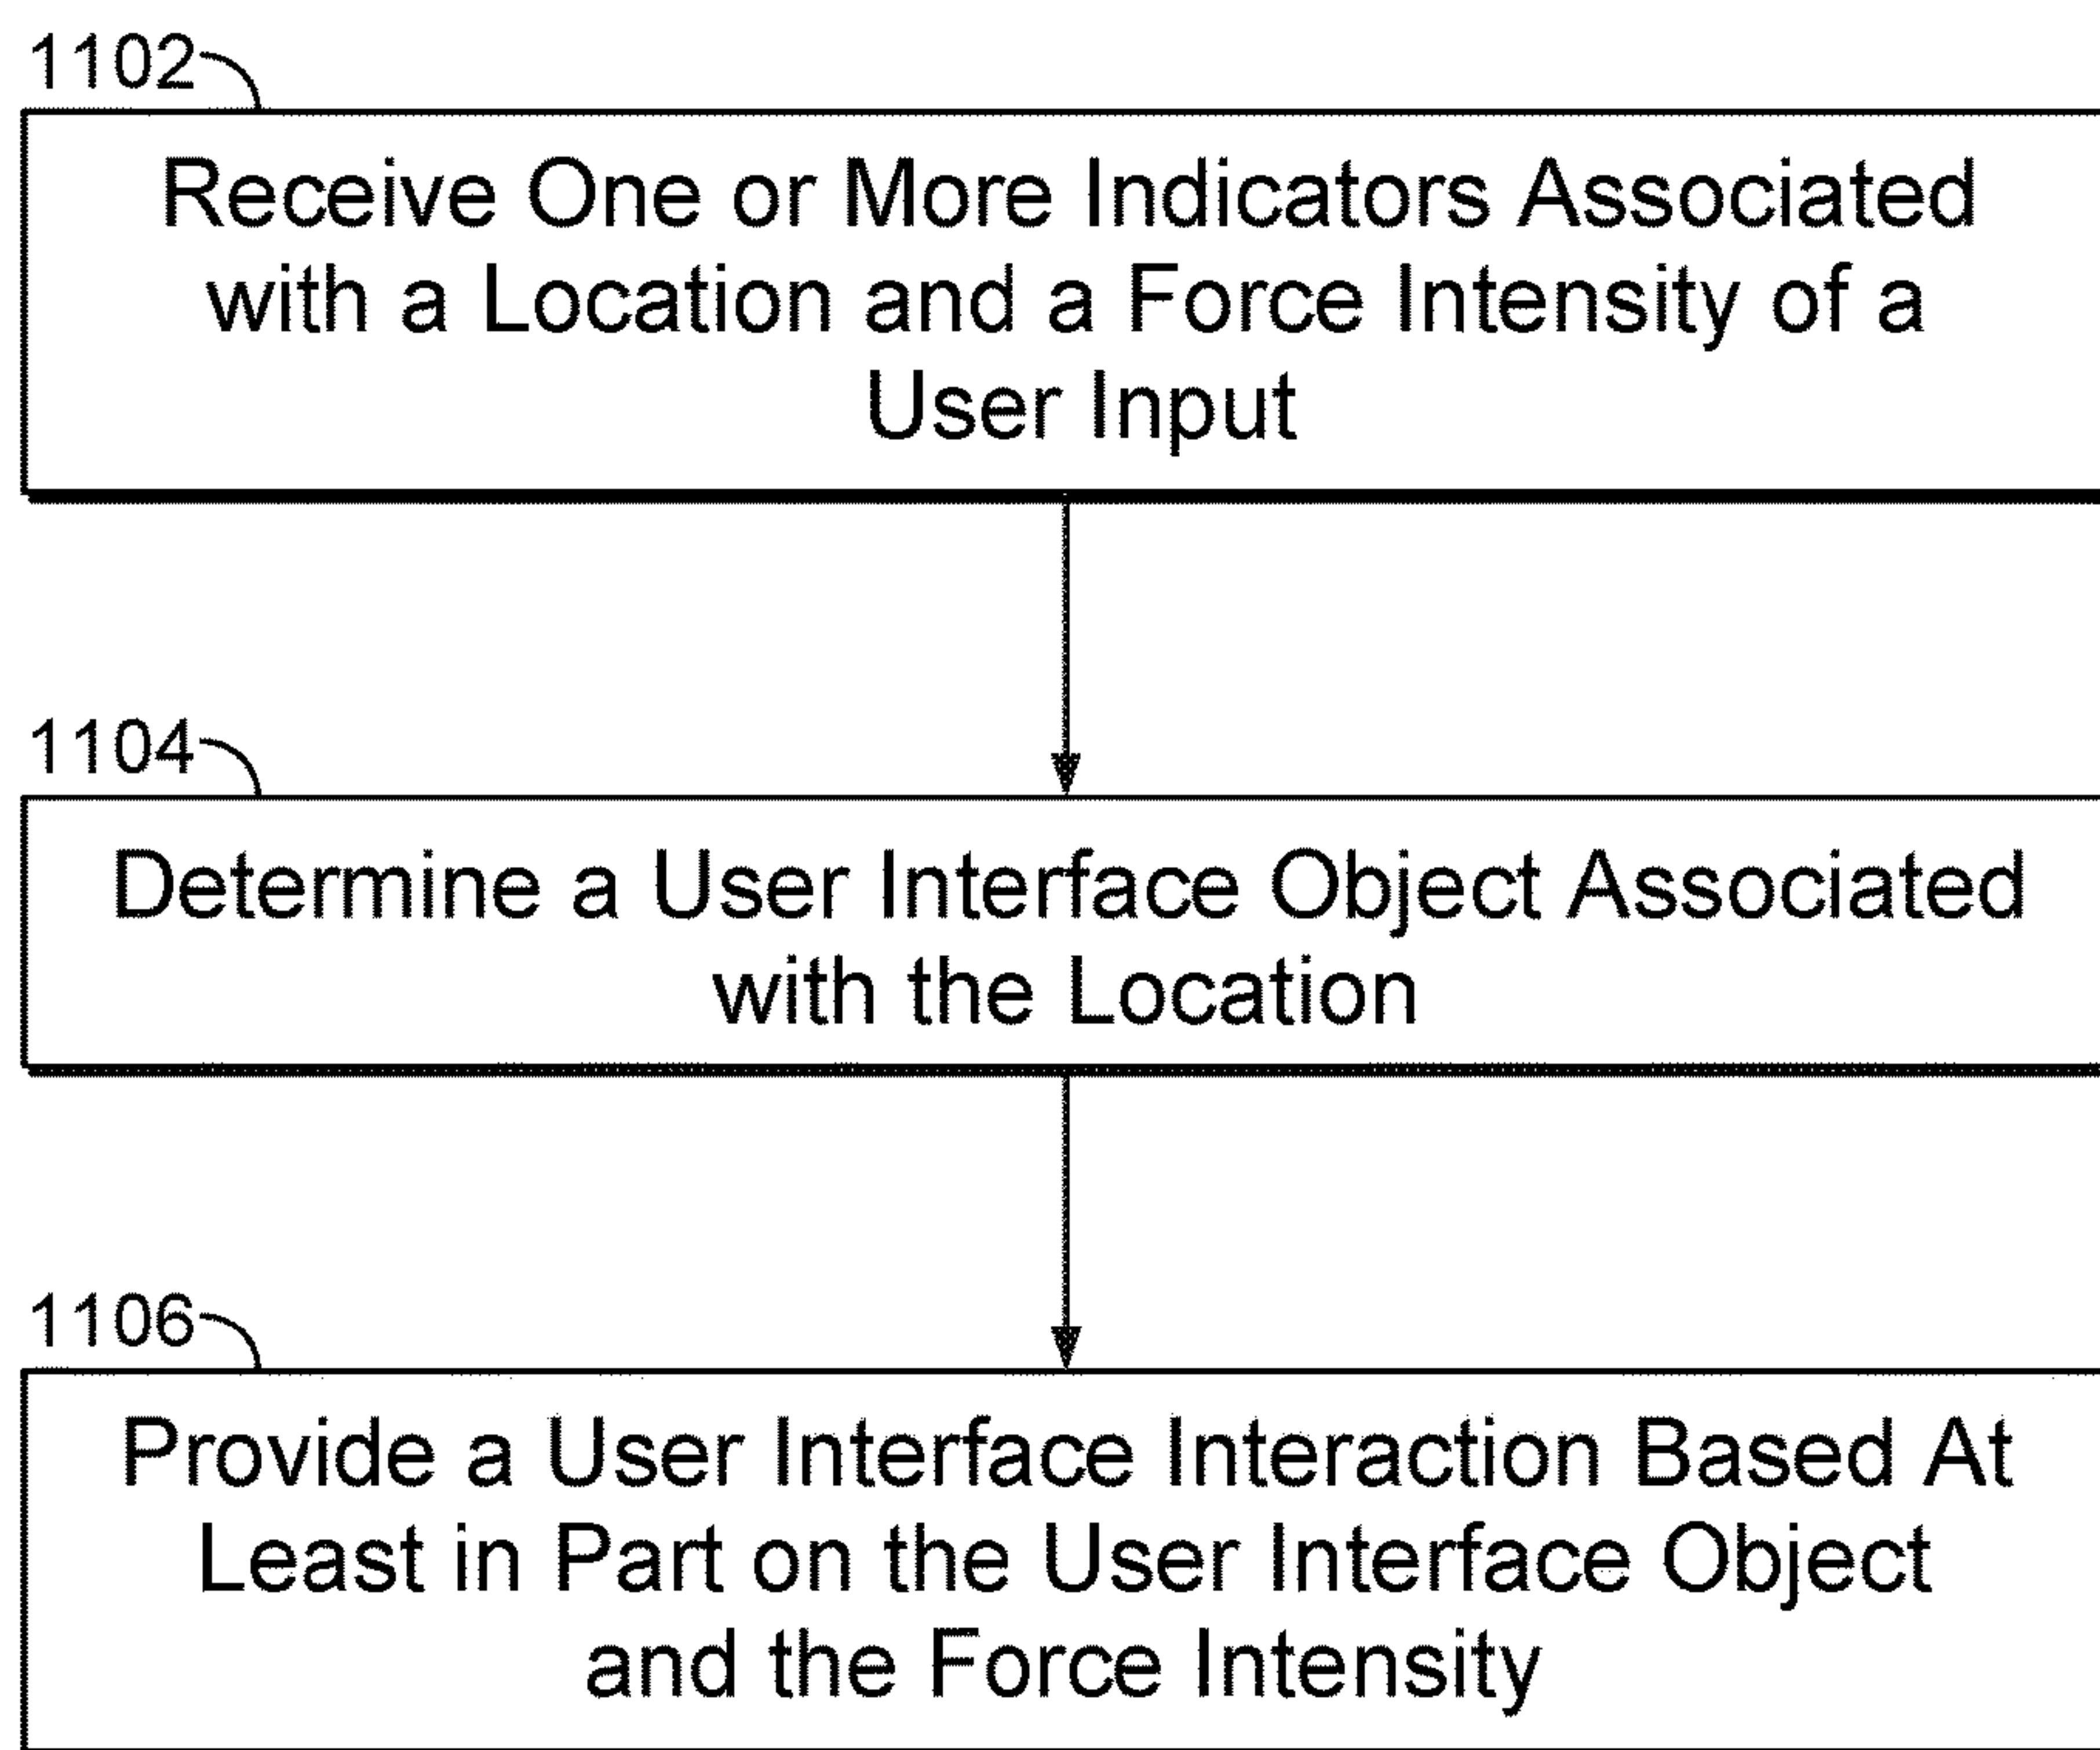 1102
Receive One or More Indicators Associated
with a Location and a Force Intensity of a
User Input
1104
Determine a User Interface Object Associated
with the Location
1106
Provide a User Interface Interaction Based At
Least in Part on the User Interface Object
and the Force Intensity